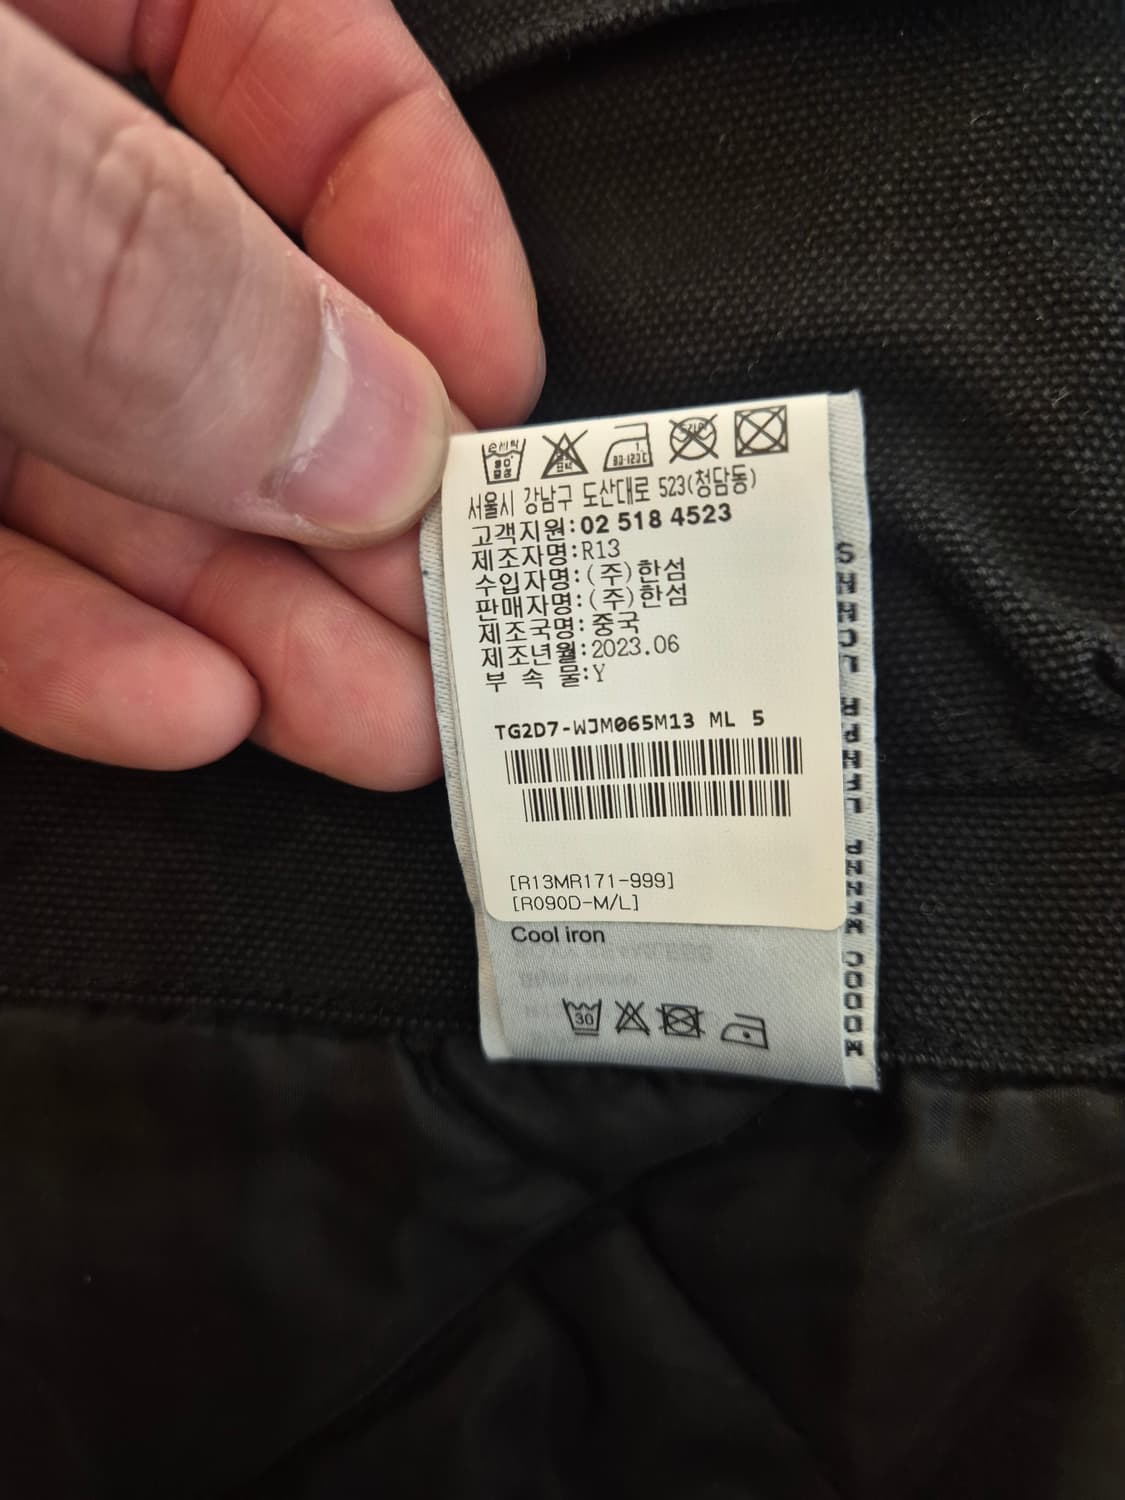 서울시 강남구 도산대로 523(청담동)
고객지원:02 518 4523
제조자명:R13
수입자명:(주)한섬
판매자명:(주)한섬
제조국명:중국
제조년월:2023.06
부 속 물:Y
TG2D7-WJM065M13 ML 5
[R13MR171-999]
[R090D-M/L]
Cool iron
30